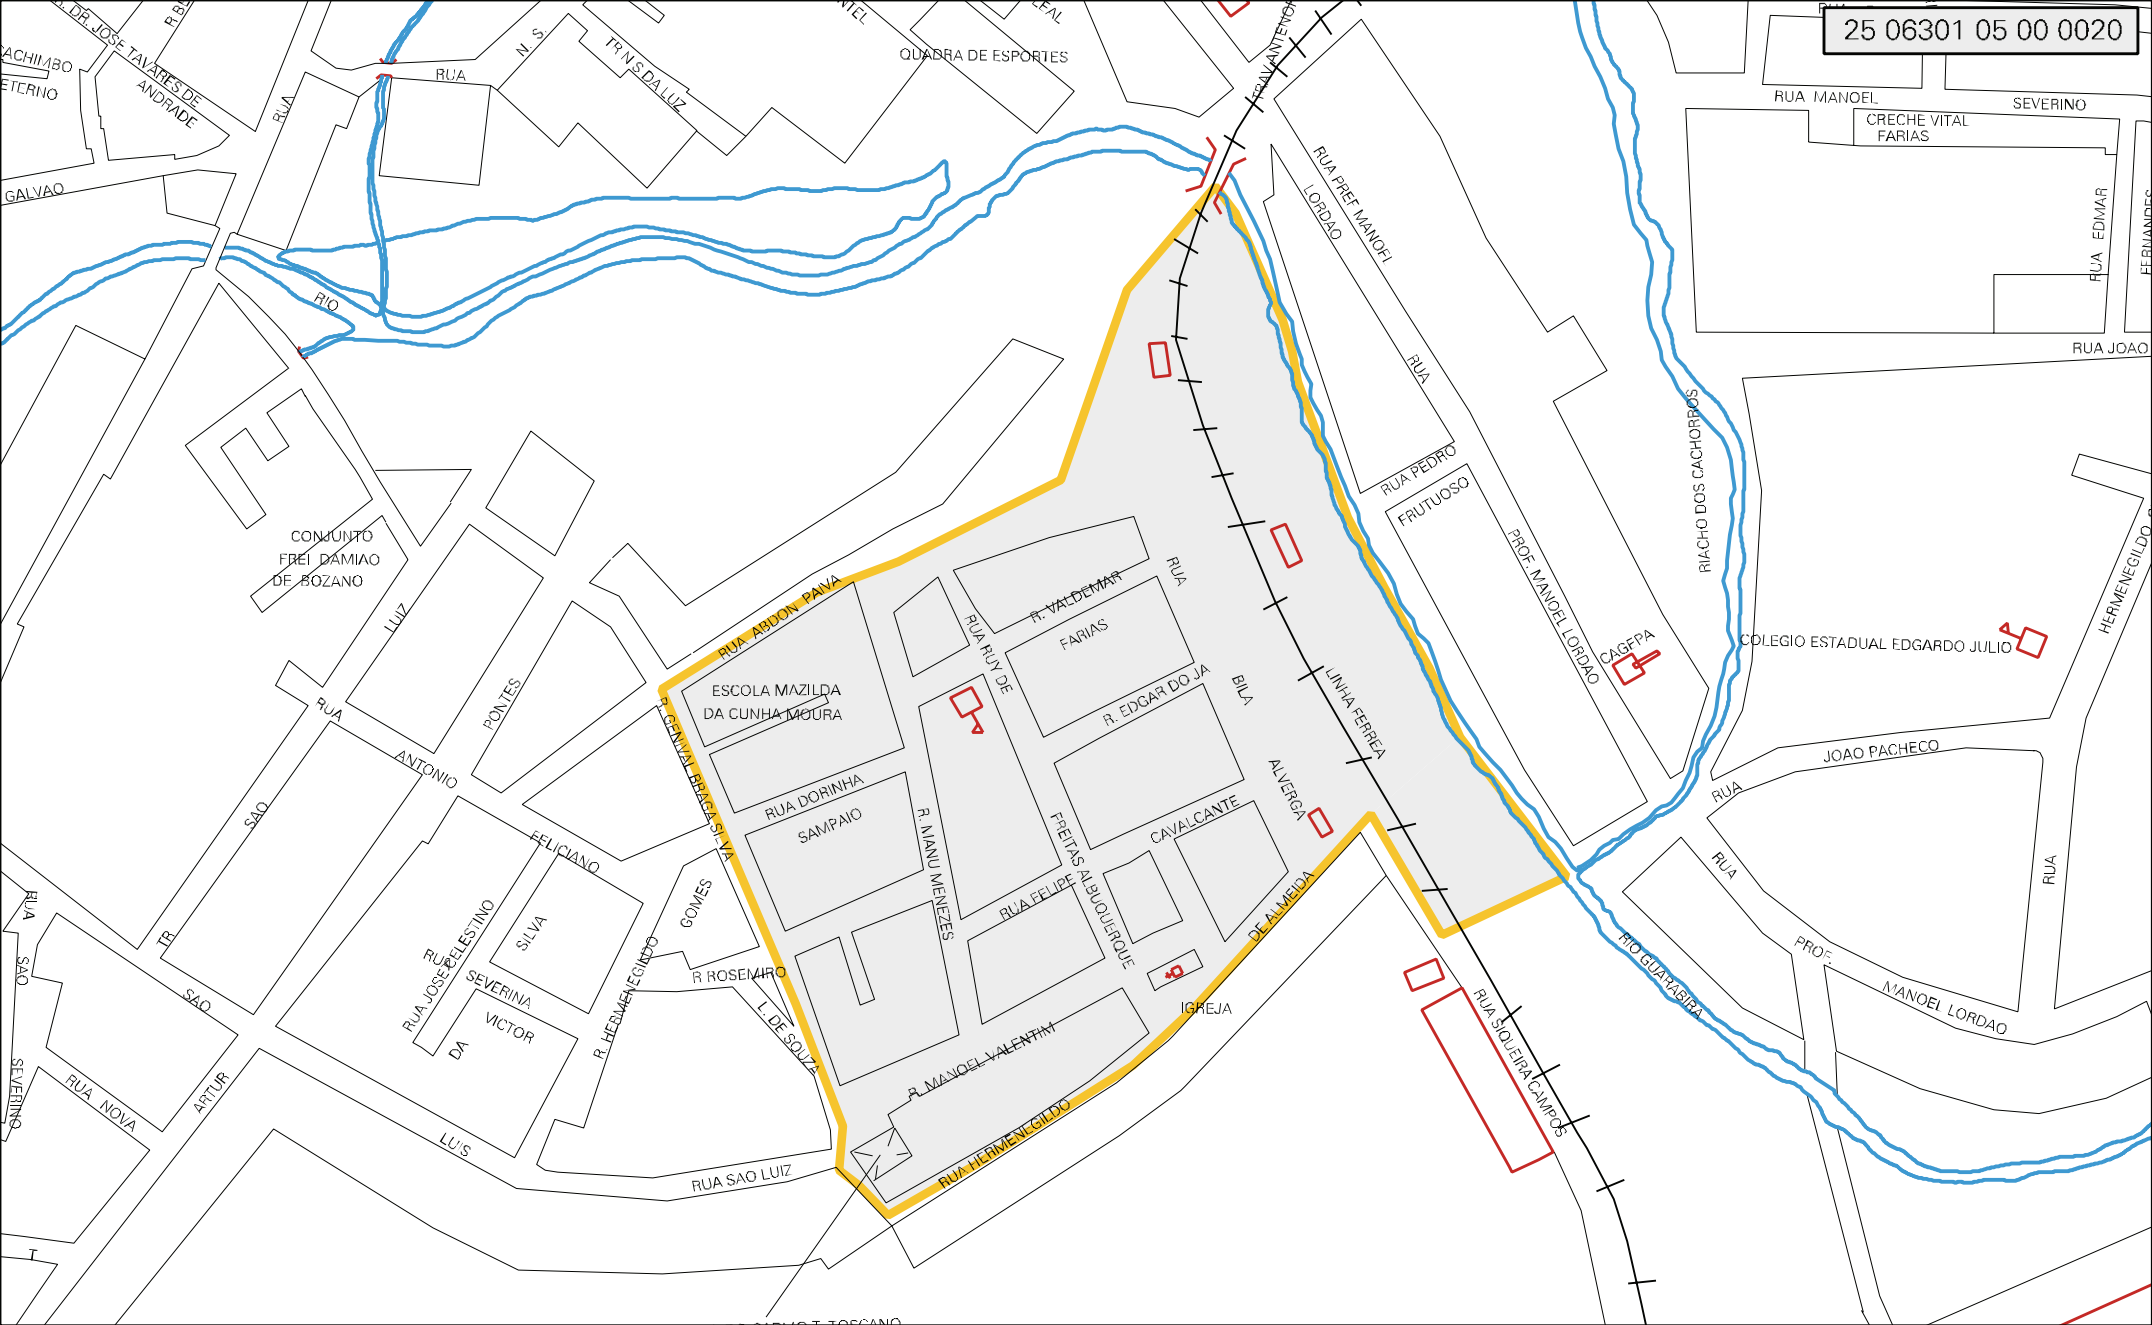 25 06301 05 00 0020
R. DR. JOSE TAVARES DE
ANDRADE
CACHIMBO
ETERNO
GALVAO
RUA
RUA
N. S.
TR N S DA LUZ
QUADRA DE ESPORTES
TRAV ANTENOR
RUA MANOEL
SEVERINO
CRECHE VITAL
FARIAS
RUA EDIMAR
FERNANDES
RUA JOAO
RUA PREF MANOFI
LORDAO
RUA
RUA PEDRO
FRUTUOSO
PROF. MANOEL LORDAO
CAGEPA
RIACHO DOS CACHORROS
COLEGIO ESTADUAL EDGARDO JULIO
HERMENEGILDO
RIO
CONJUNTO
FREI DAMIAO
DE BOZANO
LUIZ
PONTES
RUA
ANTONIO
FELICIANO
SAO
TR
RUA ABDON PAIVA
ESCOLA MAZILDA
DA CUNHA MOURA
R. GENIVAL BRAGA SILVA
RUA DORINHA
SAMPAIO
R. MANU MENEZES
RUA RUY DE
FREITAS ALBUQUERQUE
R. VALDEMAR
FARIAS
R. EDGAR DO JA
CAVALCANTE
RUA
BILA
ALVERGA
RUA FELIPE
LINHA FERREA
DE ALMEIDA
IGREJA
R. MANOEL VALENTIM
RUA HERMENEGILDO
JOAO PACHECO
RUA
RUA
RUA
PROF.
MANOEL LORDAO
RIO GUARABIRA
RUA SIQUEIRA CAMPOS
GOMES
R. HERMENEGILDO
R ROSEMIRO
L. DE SOUZA
RUA JOSE CELESTINO
SILVA
RUA
SEVERINA
VICTOR
DA
RUA
SAO
SEVERINO
SAO
LUIS
RUA NOVA
ARTUR
RUA SAO LUIZ
T